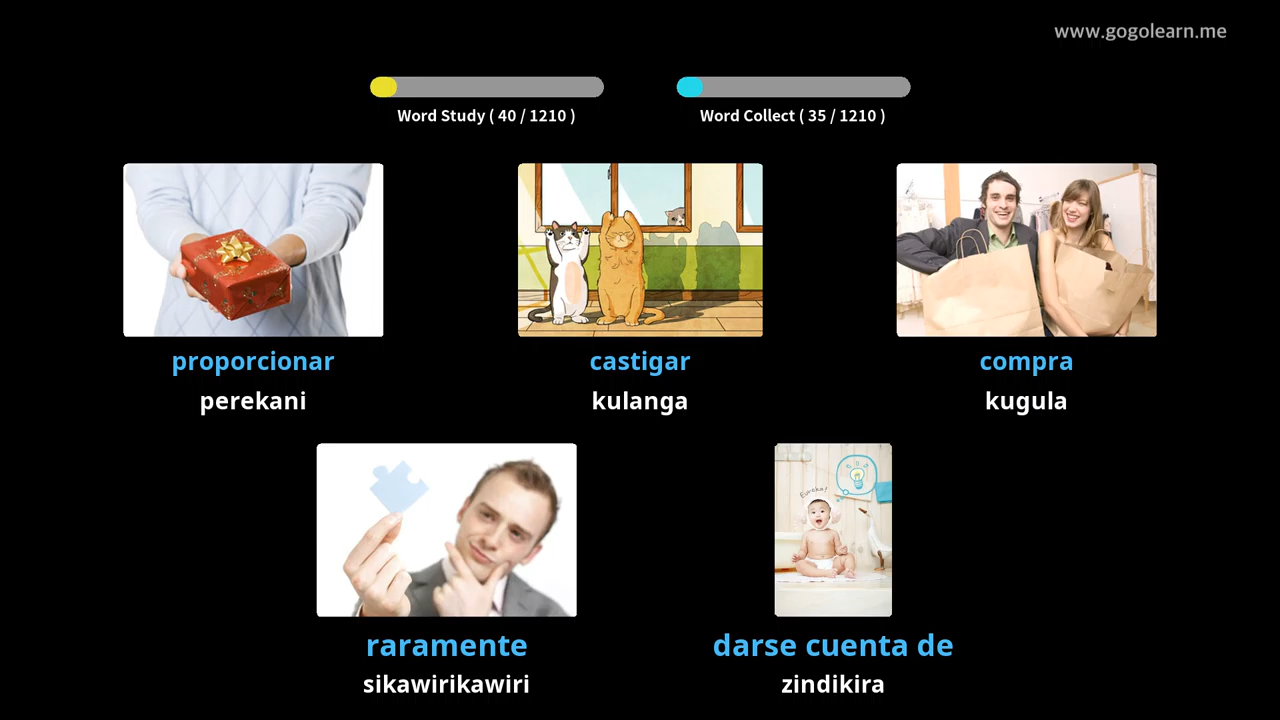 www.gogolearn.me
Word Study ( 40 / 1210 )
Word Collect ( 35 / 1210 )
proporcionar
perekani
castigar
kulanga
compra
kugula
Eureka!
raramente
sikawirikawiri
darse cuenta de
zindikira